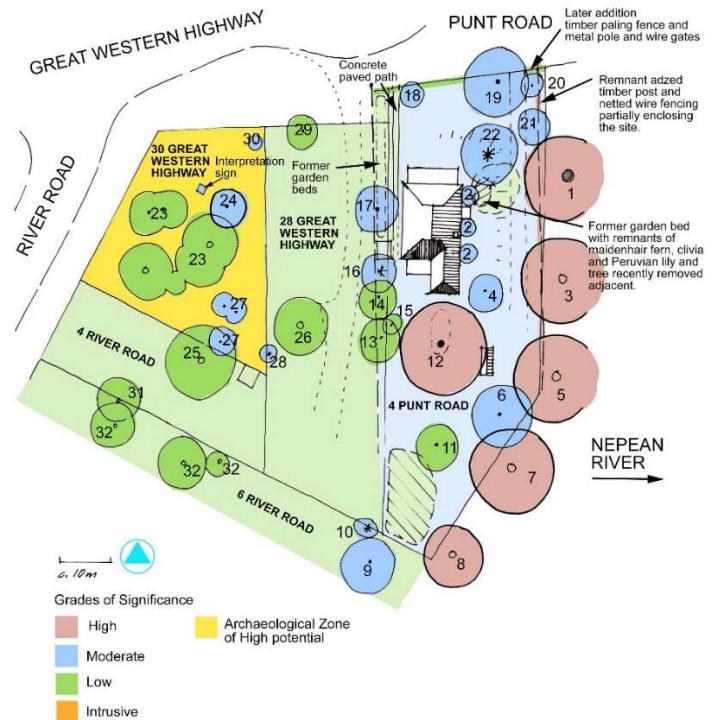 GREAT WESTERN HIGHWAY
PUNT ROAD
Later addition
timber paling fence and
metal pole and wire gates
Concrete
paved path
18
19
20
Remnant adzed
timber post and
netted wire fencing
partially enclosing
the site.
21
22
29
30
30 GREAT
WESTERN
HIGHWAY
Interpretation
sign
Former
garden
beds
1
RIVER ROAD
24
23
28 GREAT
WESTERN
HIGHWAY
17
2
2
2
Former garden bed
with remnants of
maidenhair fern, clivia
and Peruvian lily and
tree recently removed
adjacent.
23
16
14
4
3
27
15
26
13
12
27
28
4 RIVER ROAD
25
5
31
4 PUNT ROAD
6
32
11
NEPEAN
RIVER
32
32
7
6 RIVER ROAD
10
9
8
c. 10m
Grades of Significance
High
Archaeological Zone
of High potential
Moderate
Low
Intrusive